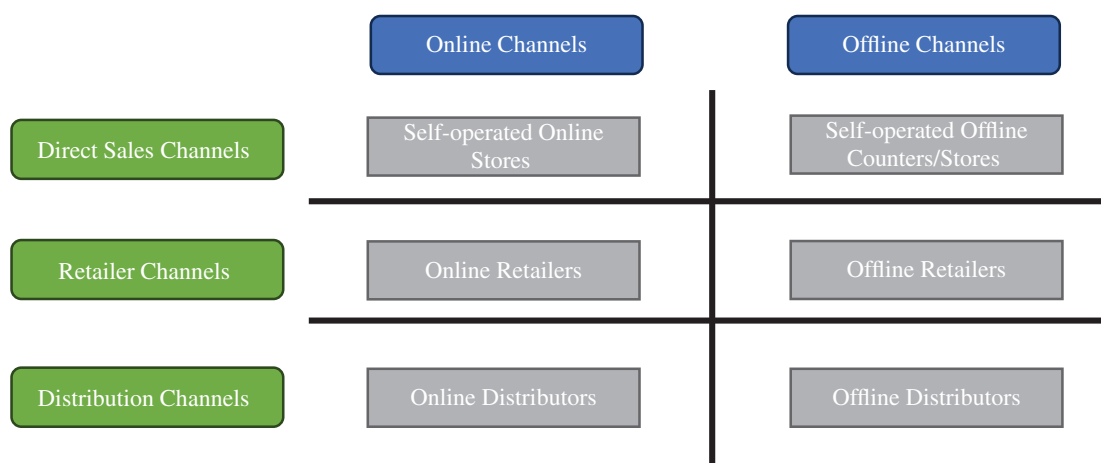 Online Channels
Offline Channels
Direct Sales Channels
Self-operated Online
Stores
Self-operated Offline
Counters/Stores
Retailer Channels
Online Retailers
Offline Retailers
Distribution Channels
Online Distributors
Offline Distributors